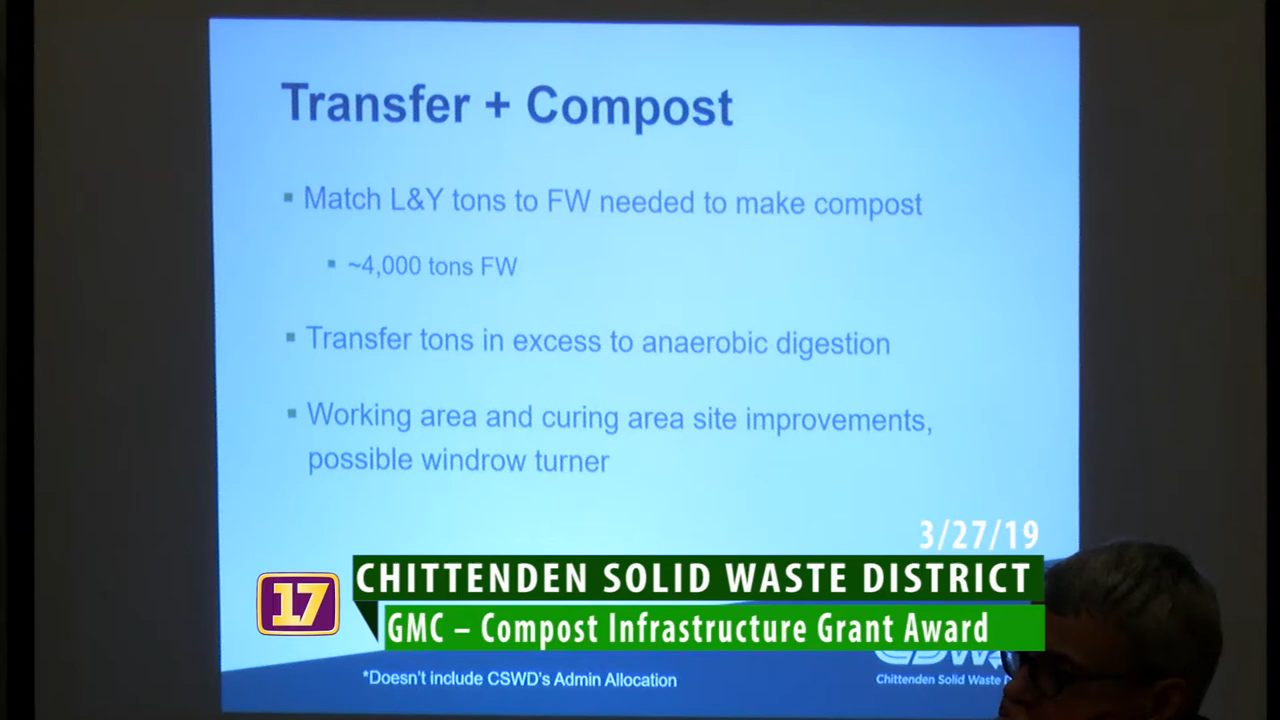 Transfer + Compost
▪ Match L&Y tons to FW needed to make compost
▪ ~4,000 tons FW
▪ Transfer tons in excess to anaerobic digestion
▪ Working area and curing area site improvements,
possible windrow turner
3/27/19
17
CHITTENDEN SOLID WASTE DISTRICT
GMC – Compost Infrastructure Grant Award
CSWD
*Doesn't include CSWD's Admin Allocation
Chittenden Solid Waste